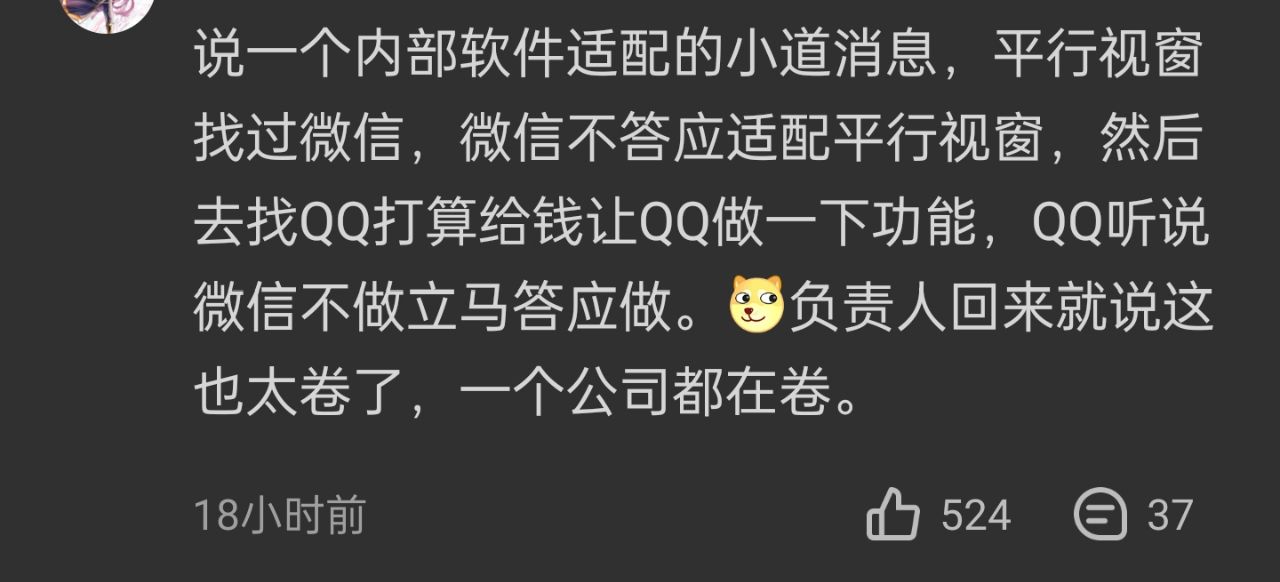 说一个内部软件适配的小道消息，平行视窗
找过微信，微信不答应适配平行视窗，然后
去找QQ打算给钱让QQ做一下功能，QQ听说
微信不做立马答应做。负责人回来就说这
也太卷了，一个公司都在卷。
18小时前
524
37